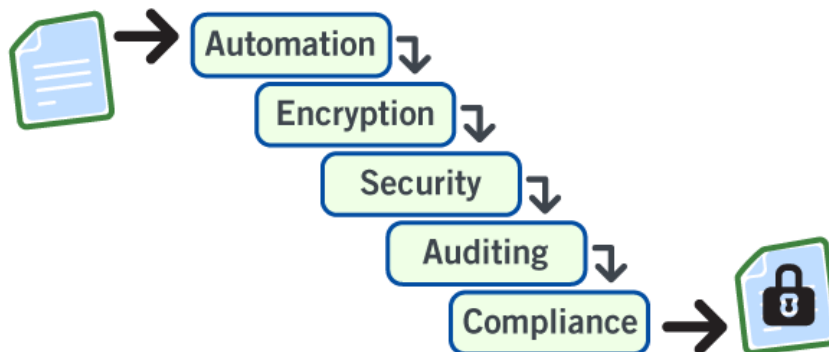 Automation
Encryption
Security
Auditing
Compliance